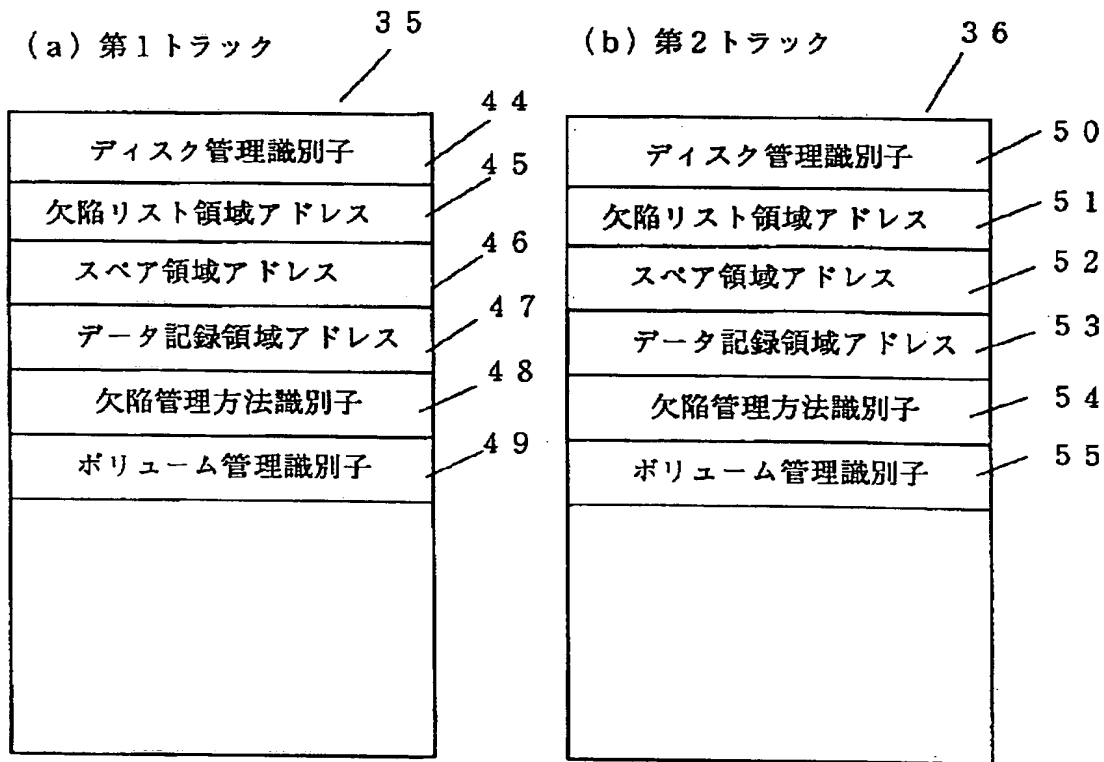 (a) 第1トラック
35
ディスク管理識別子
44
欠陥リスト領域アドレス
45
スペア領域アドレス
46
データ記録領域アドレス
47
欠陥管理方法識別子
48
ボリューム管理識別子
49
(b) 第2トラック
36
ディスク管理識別子
50
欠陥リスト領域アドレス
51
スペア領域アドレス
52
データ記録領域アドレス
53
欠陥管理方法識別子
54
ボリューム管理識別子
55